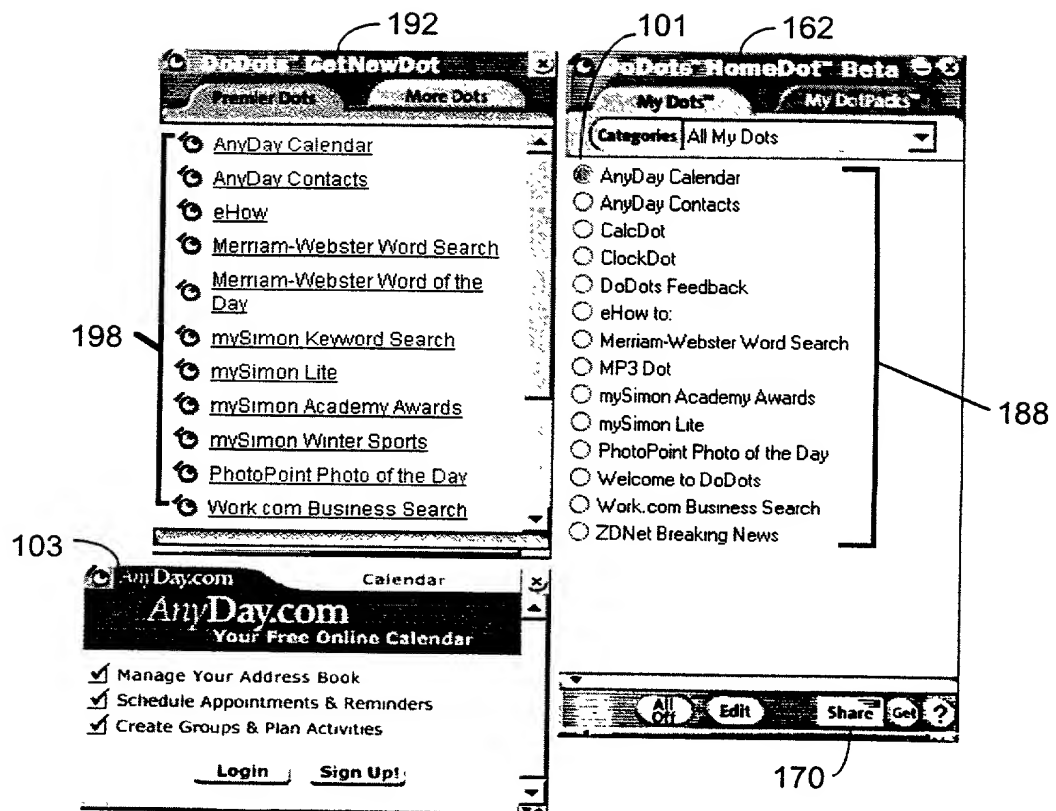 192
DoDots™ GetNewDot
Premier Dots
More Dots
AnyDay Calendar
AnyDay Contacts
eHow
Merriam-Webster Word Search
Merriam-Webster Word of the
Day
mySimon Keyword Search
mySimon Lite
mySimon Academy Awards
mySimon Winter Sports
PhotoPoint Photo of the Day
Work.com Business Search
198
101
162
DoDots™ HomeDot™ Beta
My Dots™
My DotPacks™
Categories All My Dots
AnyDay Calendar
AnyDay Contacts
CalcDot
ClockDot
DoDots Feedback
eHow to:
Merriam-Webster Word Search
MP3 Dot
mySimon Academy Awards
mySimon Lite
PhotoPoint Photo of the Day
Welcome to DoDots
Work.com Business Search
ZDNet Breaking News
188
All
Off
Edit
Share
Get
?
170
103
AnyDay.com
Calendar
AnyDay.com
Your Free Online Calendar
Manage Your Address Book
Schedule Appointments & Reminders
Create Groups & Plan Activities
Login
Sign Up!